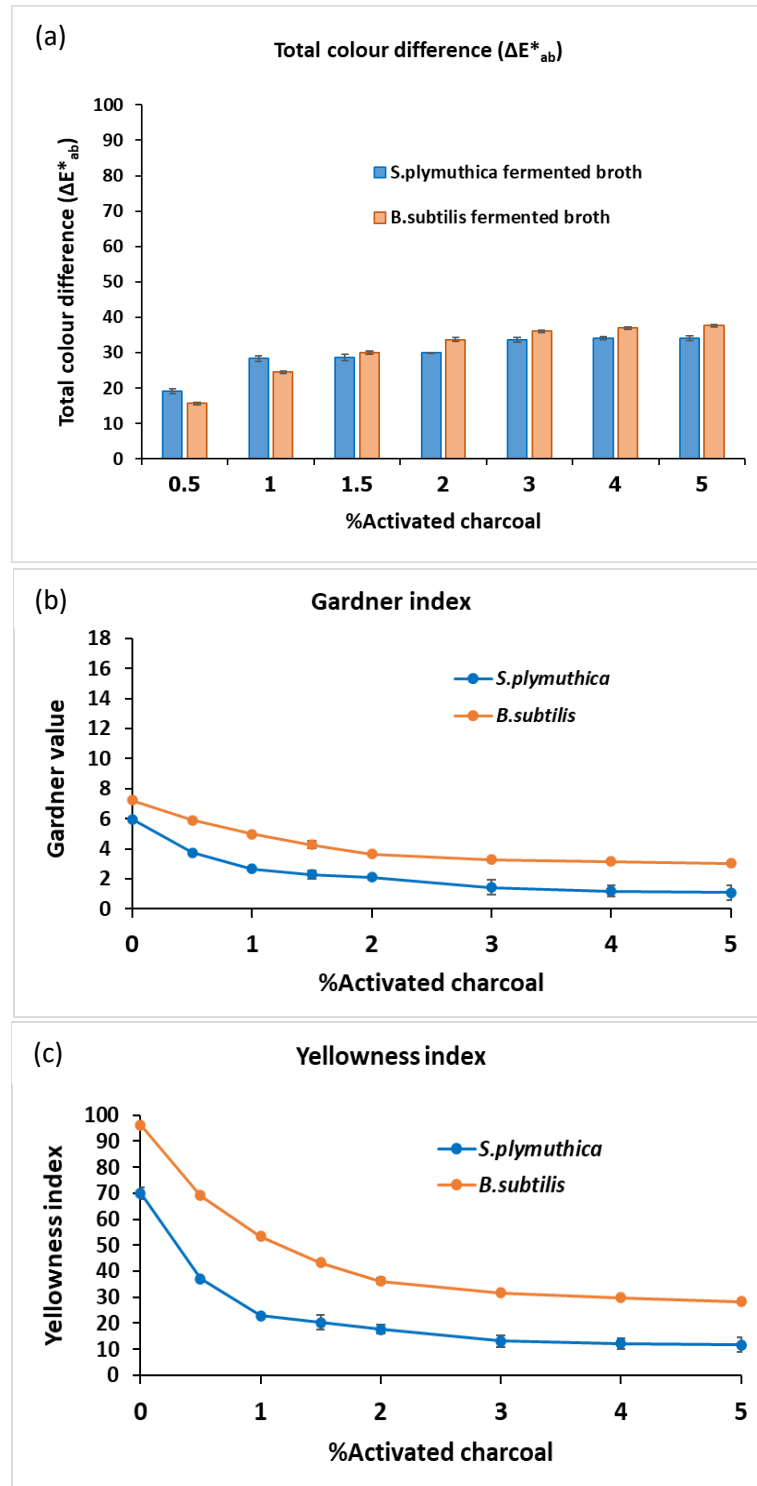 (a)
Total colour difference (ΔE*ab)
100
90
80
70
60
50
40
30
20
10
0
Total colour difference (ΔE*ab)
S.plymuthica fermented broth
B.subtilis fermented broth
0.5 1 1.5 2 3 4 5
%Activated charcoal
(b)
Gardner index
18
16
14
12
10
8
6
4
2
0
Gardner value
S.plymuthica
B.subtilis
0 1 2 3 4 5
%Activated charcoal
(c)
Yellowness index
100
90
80
70
60
50
40
30
20
10
0
Yellowness index
S.plymuthica
B.subtilis
0 1 2 3 4 5
%Activated charcoal